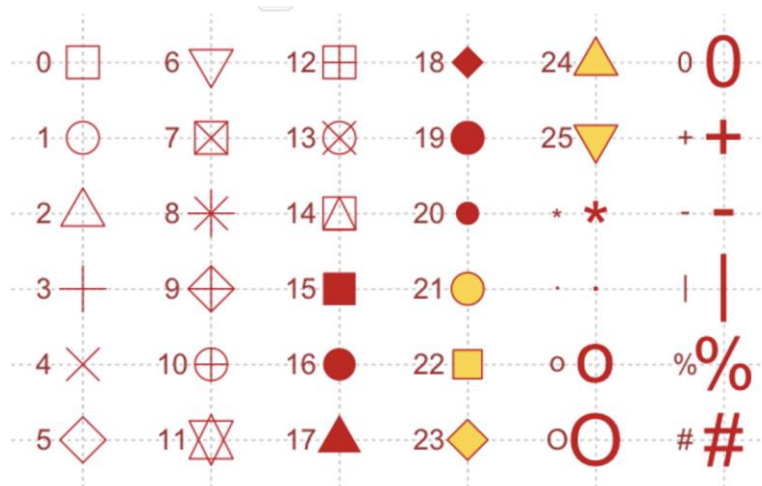 0 6 12 18 24 0 0
1 7 13 19 25 + +
2 8 14 20 * * - -
3 9 15 21 . . | |
4 10 16 22 o o % %
5 11 17 23 O O # #